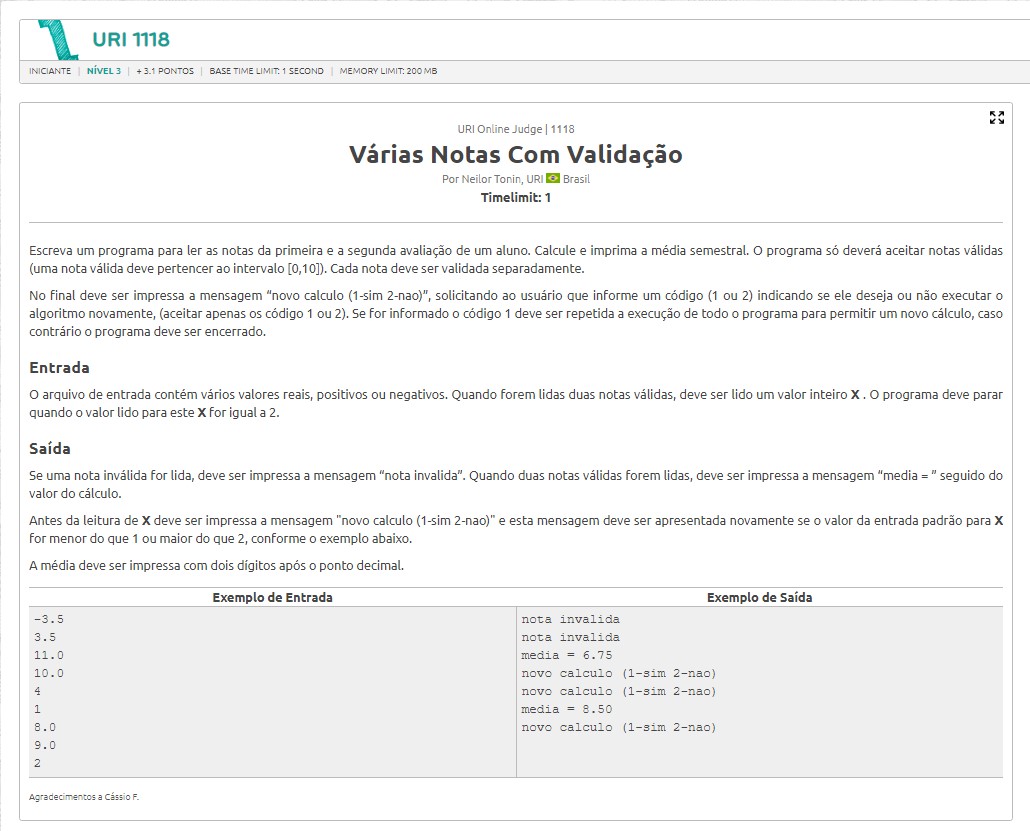 URI 1118
INICIANTE | NÍVEL 3 | + 3.1 PONTOS | BASE TIME LIMIT: 1 SECOND | MEMORY LIMIT: 200 MB
URI Online Judge | 1118
Várias Notas Com Validação
Por Neilor Tonin, URI Brasil
Timelimit: 1
Escreva um programa para ler as notas da primeira e a segunda avaliação de um aluno. Calcule e imprima a média semestral. O programa só deverá aceitar notas válidas
(uma nota válida deve pertencer ao intervalo [0,10]). Cada nota deve ser validada separadamente.
No final deve ser impressa a mensagem “novo calculo (1-sim 2-nao)”, solicitando ao usuário que informe um código (1 ou 2) indicando se ele deseja ou não executar o
algoritmo novamente, (aceitar apenas os código 1 ou 2). Se for informado o código 1 deve ser repetida a execução de todo o programa para permitir um novo cálculo, caso
contrário o programa deve ser encerrado.
Entrada
O arquivo de entrada contém vários valores reais, positivos ou negativos. Quando forem lidas duas notas válidas, deve ser lido um valor inteiro X . O programa deve parar
quando o valor lido para este X for igual a 2.
Saída
Se uma nota inválida for lida, deve ser impressa a mensagem “nota invalida”. Quando duas notas válidas forem lidas, deve ser impressa a mensagem “media = ” seguido do
valor do cálculo.
Antes da leitura de X deve ser impressa a mensagem "novo calculo (1-sim 2-nao)" e esta mensagem deve ser apresentada novamente se o valor da entrada padrão para X
for menor do que 1 ou maior do que 2, conforme o exemplo abaixo.
A média deve ser impressa com dois dígitos após o ponto decimal.
Exemplo de Entrada
-3.5
3.5
11.0
10.0
4
1
8.0
9.0
2
Exemplo de Saída
nota invalida
nota invalida
media = 6.75
novo calculo (1-sim 2-nao)
novo calculo (1-sim 2-nao)
media = 8.50
novo calculo (1-sim 2-nao)
Agradecimentos a Cássio F.